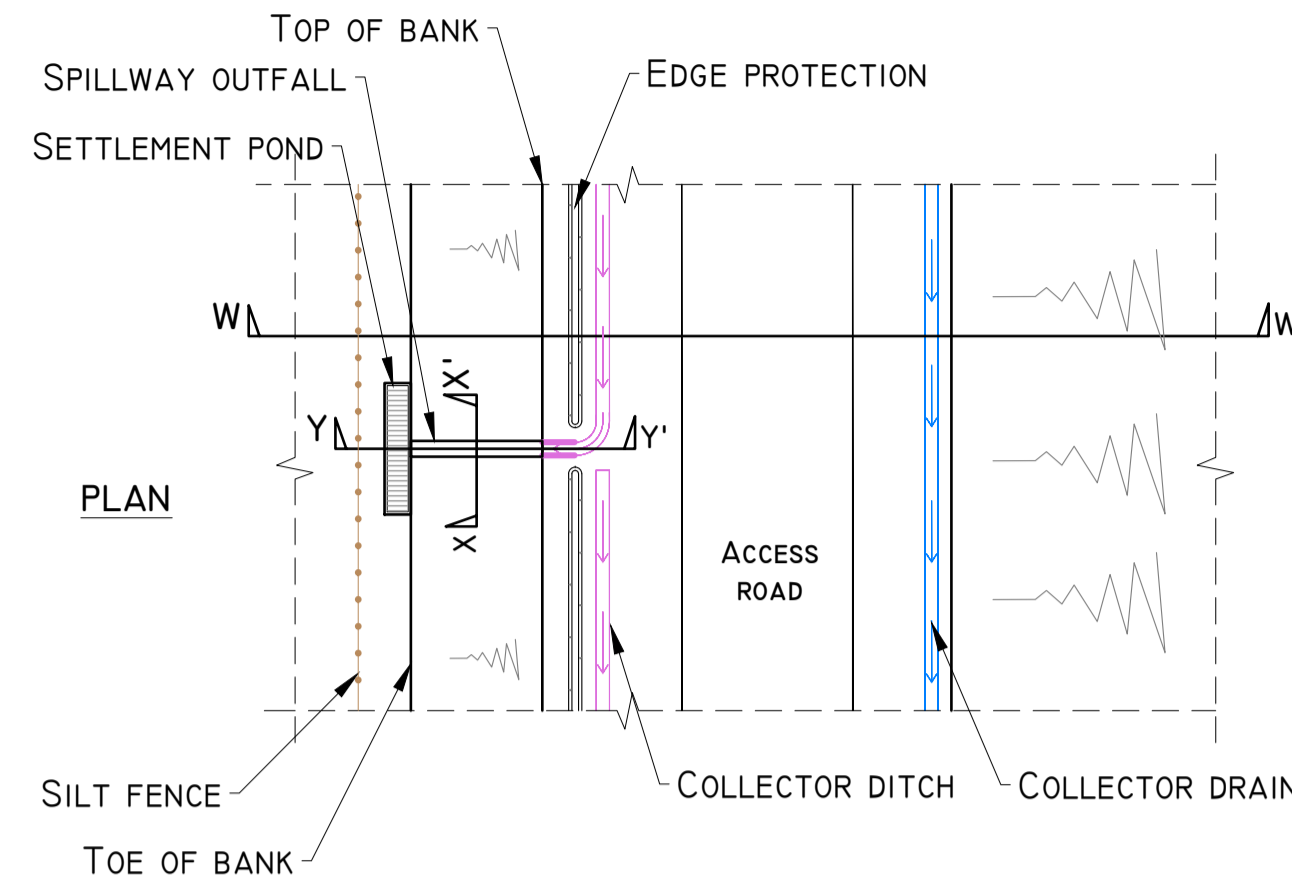 TOP OF BANK
SPILLWAY OUTFALL
EDGE PROTECTION
SETTLEMENT POND
W
W
X'
Y
Y'
PLAN
X
ACCESS
ROAD
SILT FENCE
COLLECTOR DITCH
COLLECTOR DRAIN
TOE OF BANK